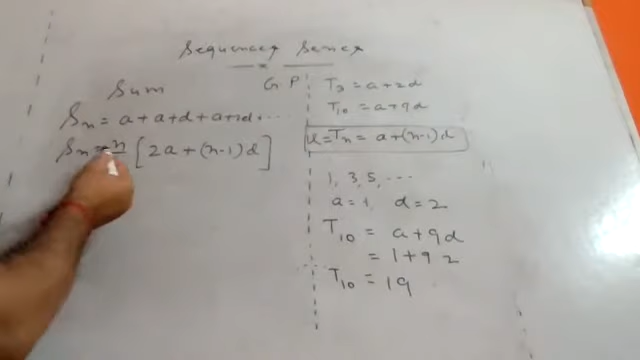 Sequences Series
Sum
Sn = a + a+d + a+2d ...
Sn = n/2 [2a + (n-1)d]
G.P
T3 = a+2d
T10 = a+9d
l = Tn = a+(n-1)d
1, 3, 5, ...
a=1, d=2
T10 = a+9d
= 1+9 2
T10 = 19